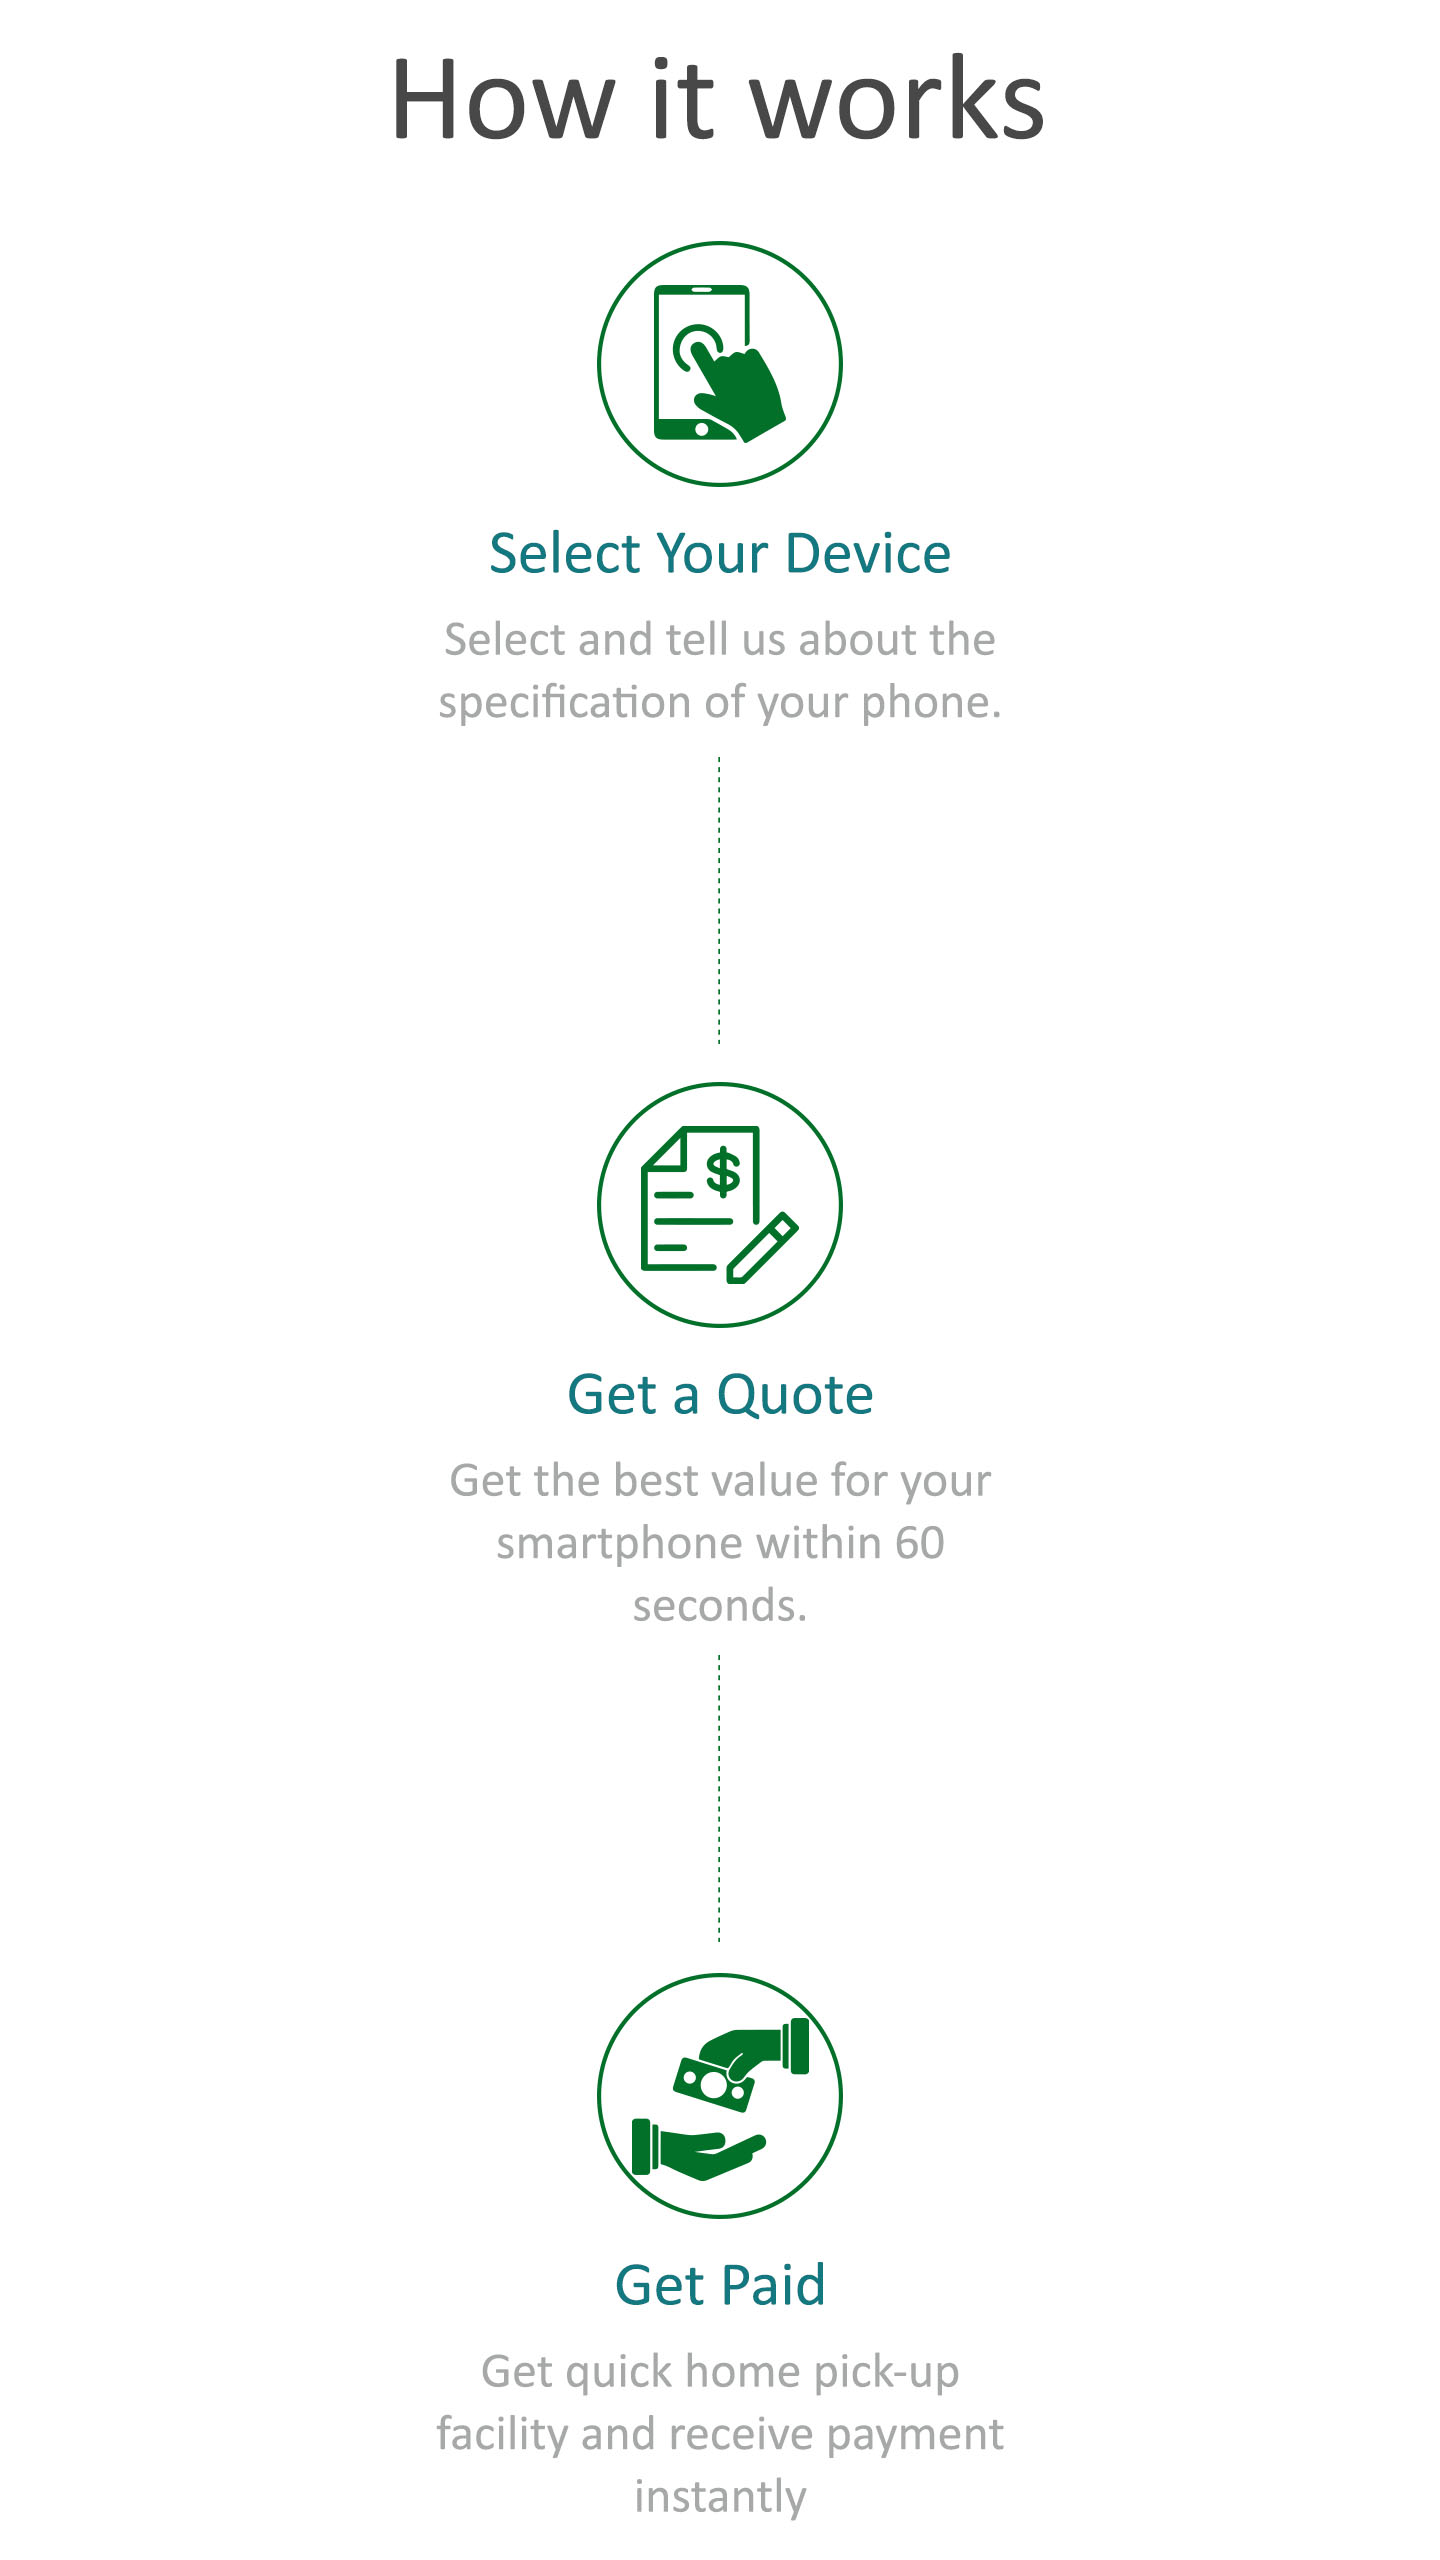 How it works
$
Select Your Device
Select and tell us about the
specification of your phone.
Get a Quote
Get the best value for your
smartphone within 60
seconds.
Get Paid
Get quick home pick-up
facility and receive payment
instantly